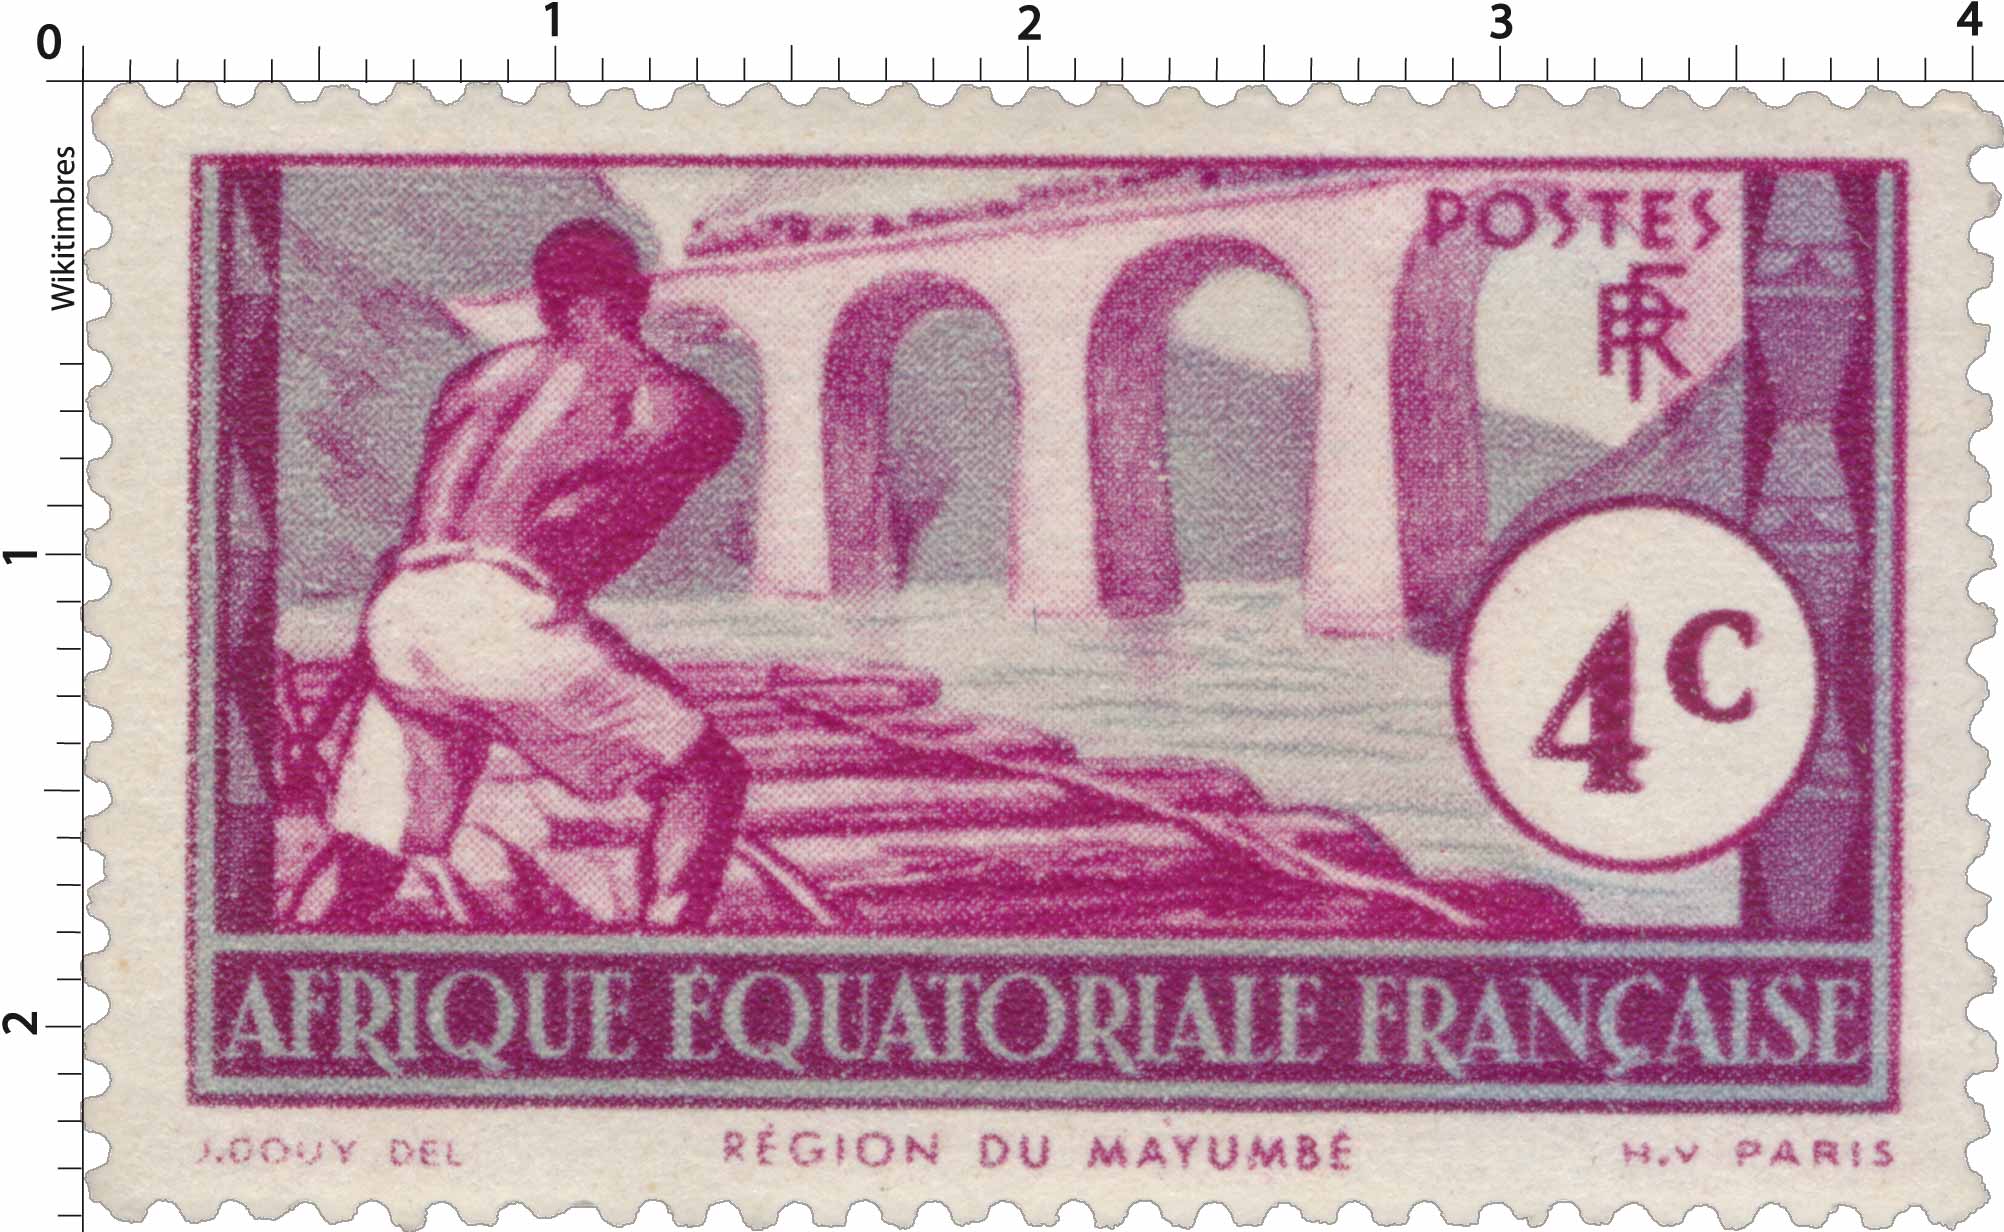 0 1 2 3 4
Wikitimbres
1
2
POSTES
RF
4c
AFRIQUE ÉQUATORIALE FRANÇAISE
J.DOUY DEL RÉGION DU MAYUMBÉ H.V PARIS